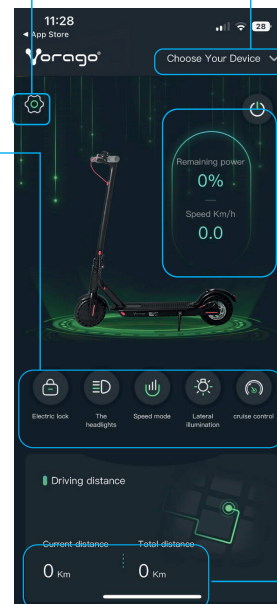 11:28
28
◀ App Store
Vorago®
Choose Your Device
Remaining power
0%
Speed Km/h
0.0
Electric lock
The headlights
Speed mode
Lateral illumination
cruise control
Driving distance
Current distance
Total distance
0 Km
0 Km